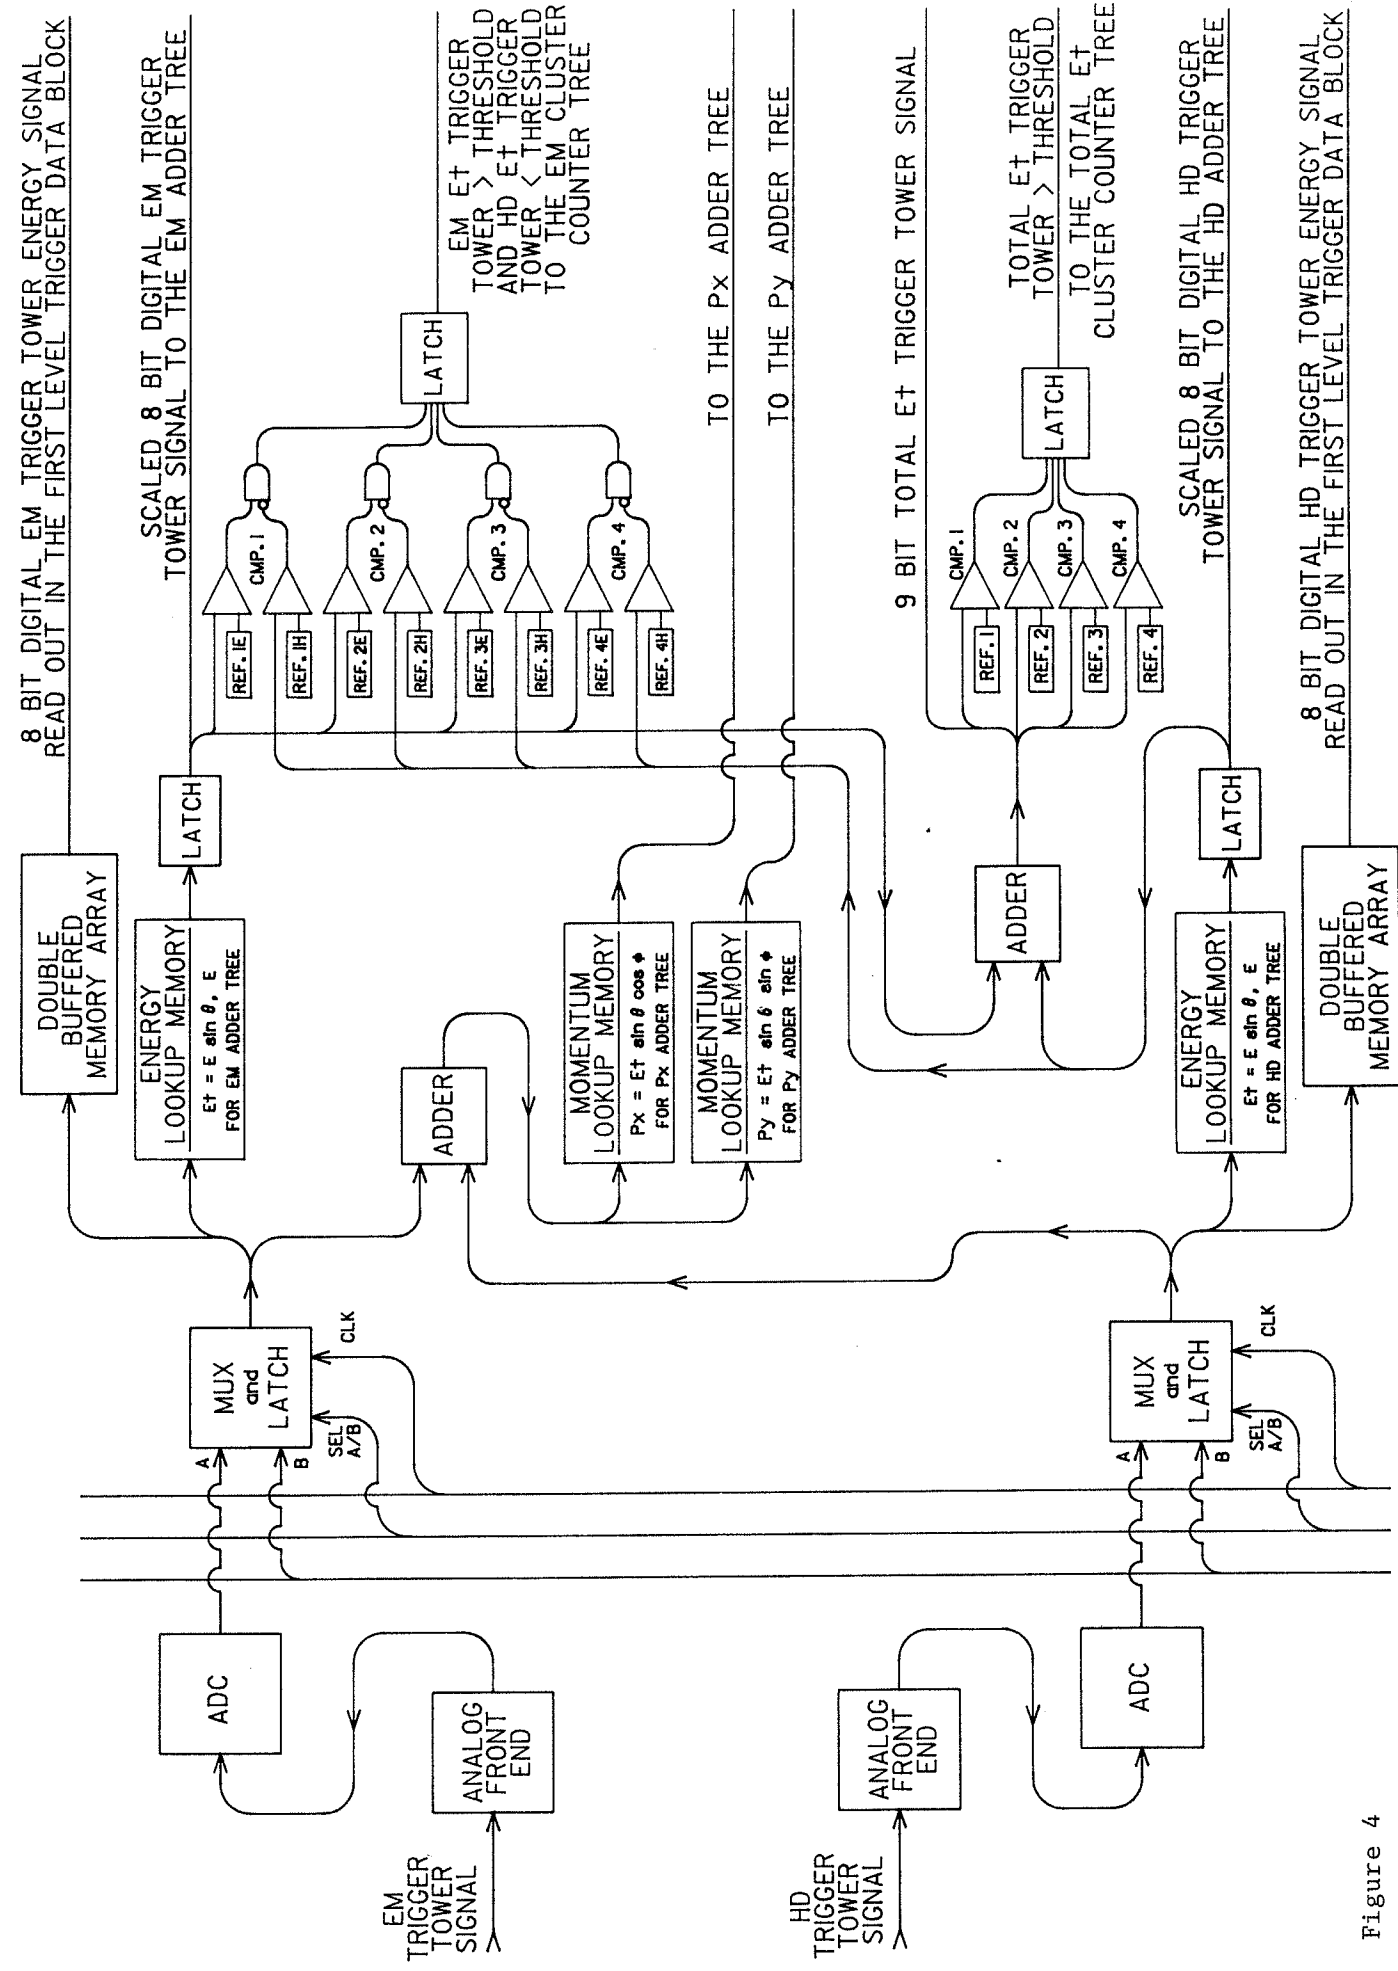 EM
TRIGGER
TOWER
SIGNAL
HD
TRIGGER
TOWER
SIGNAL
ANALOG
FRONT
END
ANALOG
FRONT
END
ADC
ADC
A
B
SEL
A/B
CLK
MUX
and
LATCH
A
B
SEL
A/B
CLK
MUX
and
LATCH
DOUBLE
BUFFERED
MEMORY ARRAY
ENERGY
LOOKUP MEMORY
Et = E sin θ, E
FOR EM ADDER TREE
ADDER
MOMENTUM
LOOKUP MEMORY
Px = Et sin θ cos ϕ
FOR Px ADDER TREE
MOMENTUM
LOOKUP MEMORY
Py = Et sin θ sin ϕ
FOR Py ADDER TREE
ADDER
ENERGY
LOOKUP MEMORY
Et = E sin θ, E
FOR HD ADDER TREE
DOUBLE
BUFFERED
MEMORY ARRAY
LATCH
LATCH
REF. 1E
REF. 1H
REF. 2E
REF. 2H
REF. 3E
REF. 3H
REF. 4E
REF. 4H
CMP. 1
CMP. 2
CMP. 3
CMP. 4
LATCH
REF. 1
REF. 2
REF. 3
REF. 4
CMP. 1
CMP. 2
CMP. 3
CMP. 4
LATCH
8 BIT DIGITAL EM TRIGGER TOWER ENERGY SIGNAL
READ OUT IN THE FIRST LEVEL TRIGGER DATA BLOCK
SCALED 8 BIT DIGITAL EM TRIGGER
TOWER SIGNAL TO THE EM ADDER TREE
EM Et TRIGGER
TOWER > THRESHOLD
AND HD Et TRIGGER
TOWER < THRESHOLD
TO THE EM CLUSTER
COUNTER TREE
TO THE Px ADDER TREE
TO THE Py ADDER TREE
9 BIT TOTAL Et TRIGGER TOWER SIGNAL
TOTAL Et TRIGGER
TOWER > THRESHOLD
TO THE TOTAL Et
CLUSTER COUNTER TREE
SCALED 8 BIT DIGITAL HD TRIGGER
TOWER SIGNAL TO THE HD ADDER TREE
8 BIT DIGITAL HD TRIGGER TOWER ENERGY SIGNAL
READ OUT IN THE FIRST LEVEL TRIGGER DATA BLOCK
Figure 4